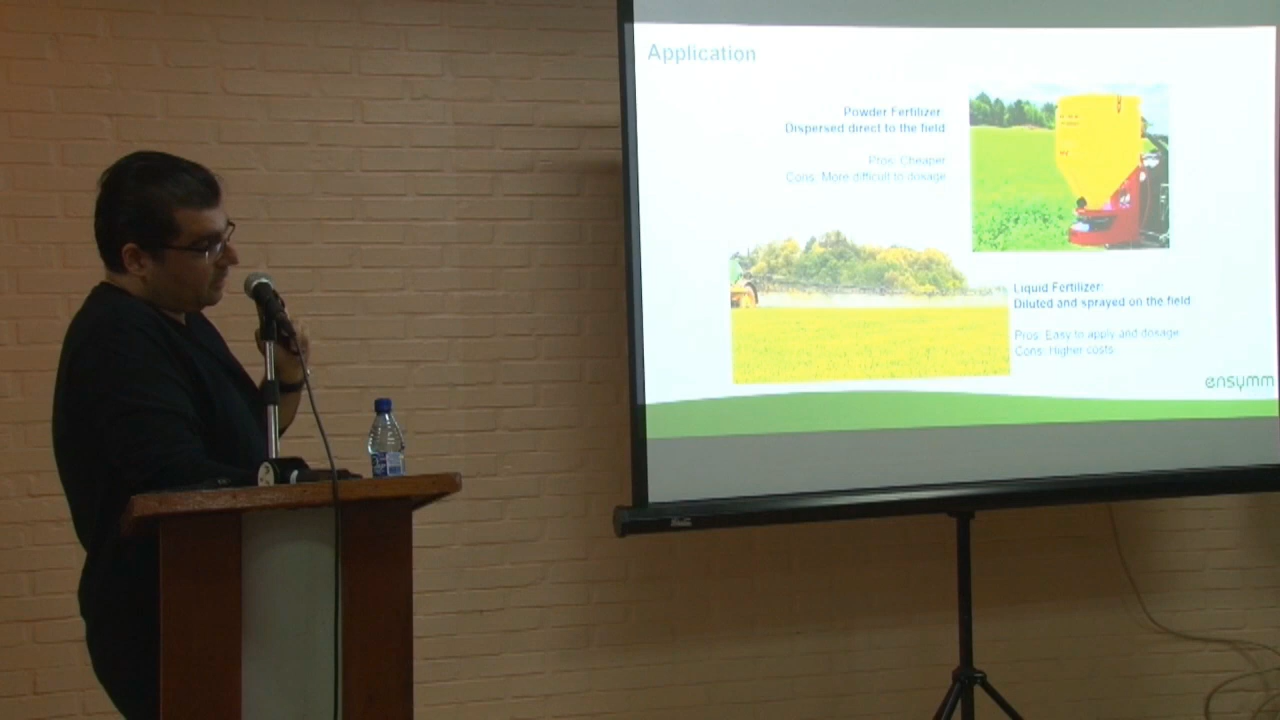 Application
Powder Fertilizer:
Dispersed direct to the field
Pros: Cheaper
Cons: More difficult to dosage
Liquid Fertilizer:
Diluted and sprayed on the field
Pros: Easy to apply and dosage
Cons: Higher costs
ensymm